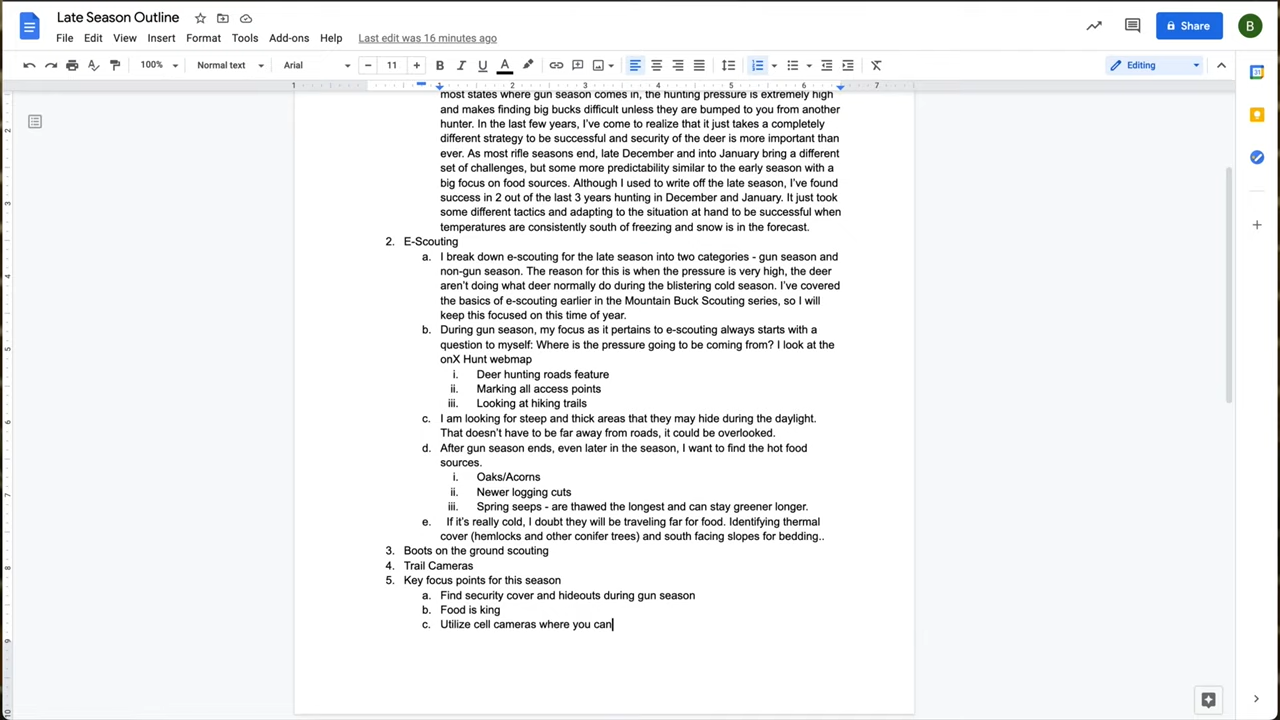 Late Season Outline
File Edit View Insert Format Tools Add-ons Help Last edit was 16 minutes ago
Share
B
100% Normal text Arial 11 B I U A Editing
1 1 2 3 4 5 6 7
most states where gun season comes in, the hunting pressure is extremely high
and makes finding big bucks difficult unless they are bumped to you from another
hunter. In the last few years, I've come to realize that it just takes a completely
different strategy to be successful and security of the deer is more important than
ever. As most rifle seasons end, late December and into January bring a different
set of challenges, but some more predictability similar to the early season with a
big focus on food sources. Although I used to write off the late season, I've found
success in 2 out of the last 3 years hunting in December and January. It just took
some different tactics and adapting to the situation at hand to be successful when
temperatures are consistently south of freezing and snow is in the forecast.
2. E-Scouting
a. I break down e-scouting for the late season into two categories - gun season and
non-gun season. The reason for this is when the pressure is very high, the deer
aren't doing what deer normally do during the blistering cold season. I've covered
the basics of e-scouting earlier in the Mountain Buck Scouting series, so I will
keep this focused on this time of year.
b. During gun season, my focus as it pertains to e-scouting always starts with a
question to myself: Where is the pressure going to be coming from? I look at the
onX Hunt webmap
i. Deer hunting roads feature
ii. Marking all access points
iii. Looking at hiking trails
c. I am looking for steep and thick areas that they may hide during the daylight.
That doesn't have to be far away from roads, it could be overlooked.
d. After gun season ends, even later in the season, I want to find the hot food
sources.
i. Oaks/Acorns
ii. Newer logging cuts
iii. Spring seeps - are thawed the longest and can stay greener longer.
e. If it's really cold, I doubt they will be traveling far for food. Identifying thermal
cover (hemlocks and other conifer trees) and south facing slopes for bedding..
3. Boots on the ground scouting
4. Trail Cameras
5. Key focus points for this season
a. Find security cover and hideouts during gun season
b. Food is king
c. Utilize cell cameras where you can